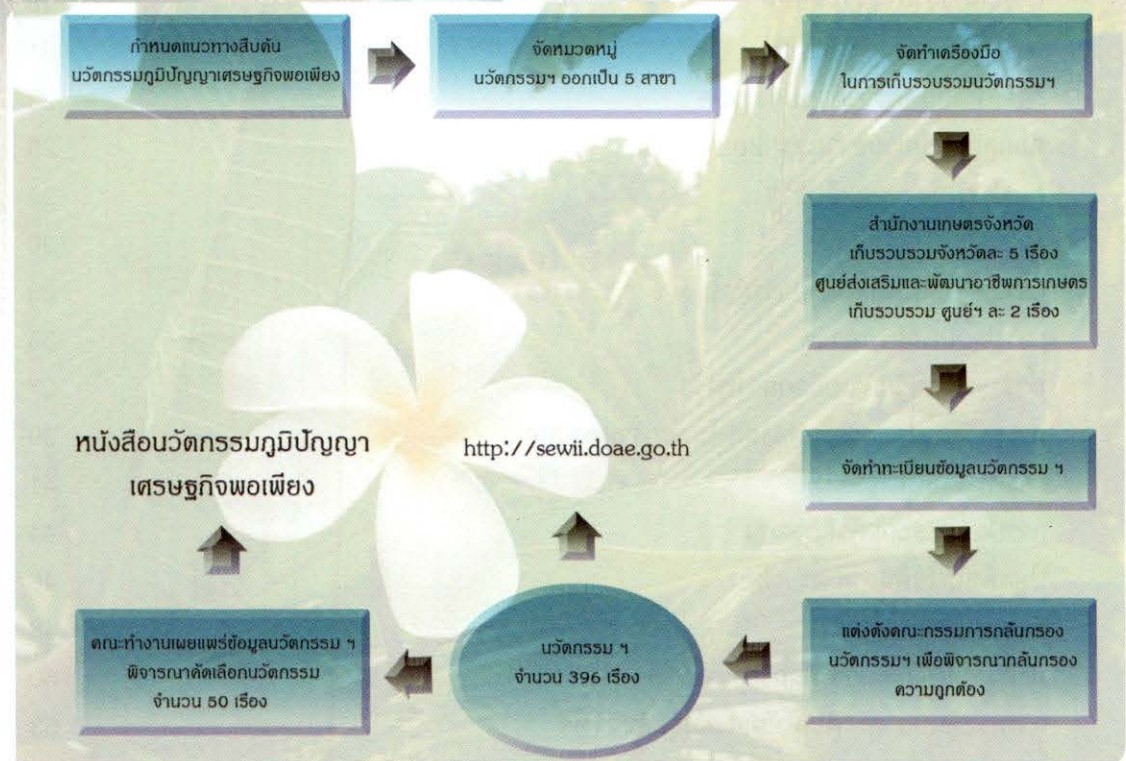 กำหนดแนวทางสืบค้น
นวัตกรรมภูมิปัญญาเศรษฐกิจพอเพียง
จัดหมวดหมู่
นวัตกรรมฯ ออกเป็น 5 สาขา
จัดทำเครื่องมือ
ในการเก็บรวบรวมนวัตกรรมฯ
สำนักงานเกษตรจังหวัด
เก็บรวบรวมจังหวัดละ 5 เรื่อง
ศูนย์ส่งเสริมและพัฒนาอาชีพการเกษตร
เก็บรวบรวม ศูนย์ฯ ละ 2 เรื่อง
จัดทำทะเบียนข้อมูลนวัตกรรม ฯ
แต่งตั้งคณะกรรมการกลั่นกรอง
นวัตกรรมฯ เพื่อพิจารณากลั่นกรอง
ความถูกต้อง
นวัตกรรม ฯ
จำนวน 396 เรื่อง
http://sewii.doae.go.th
คณะทำงานเผยแพร่ข้อมูลนวัตกรรม ฯ
พิจารณาคัดเลือกนวัตกรรม
จำนวน 50 เรื่อง
หนังสือนวัตกรรมภูมิปัญญา
เศรษฐกิจพอเพียง